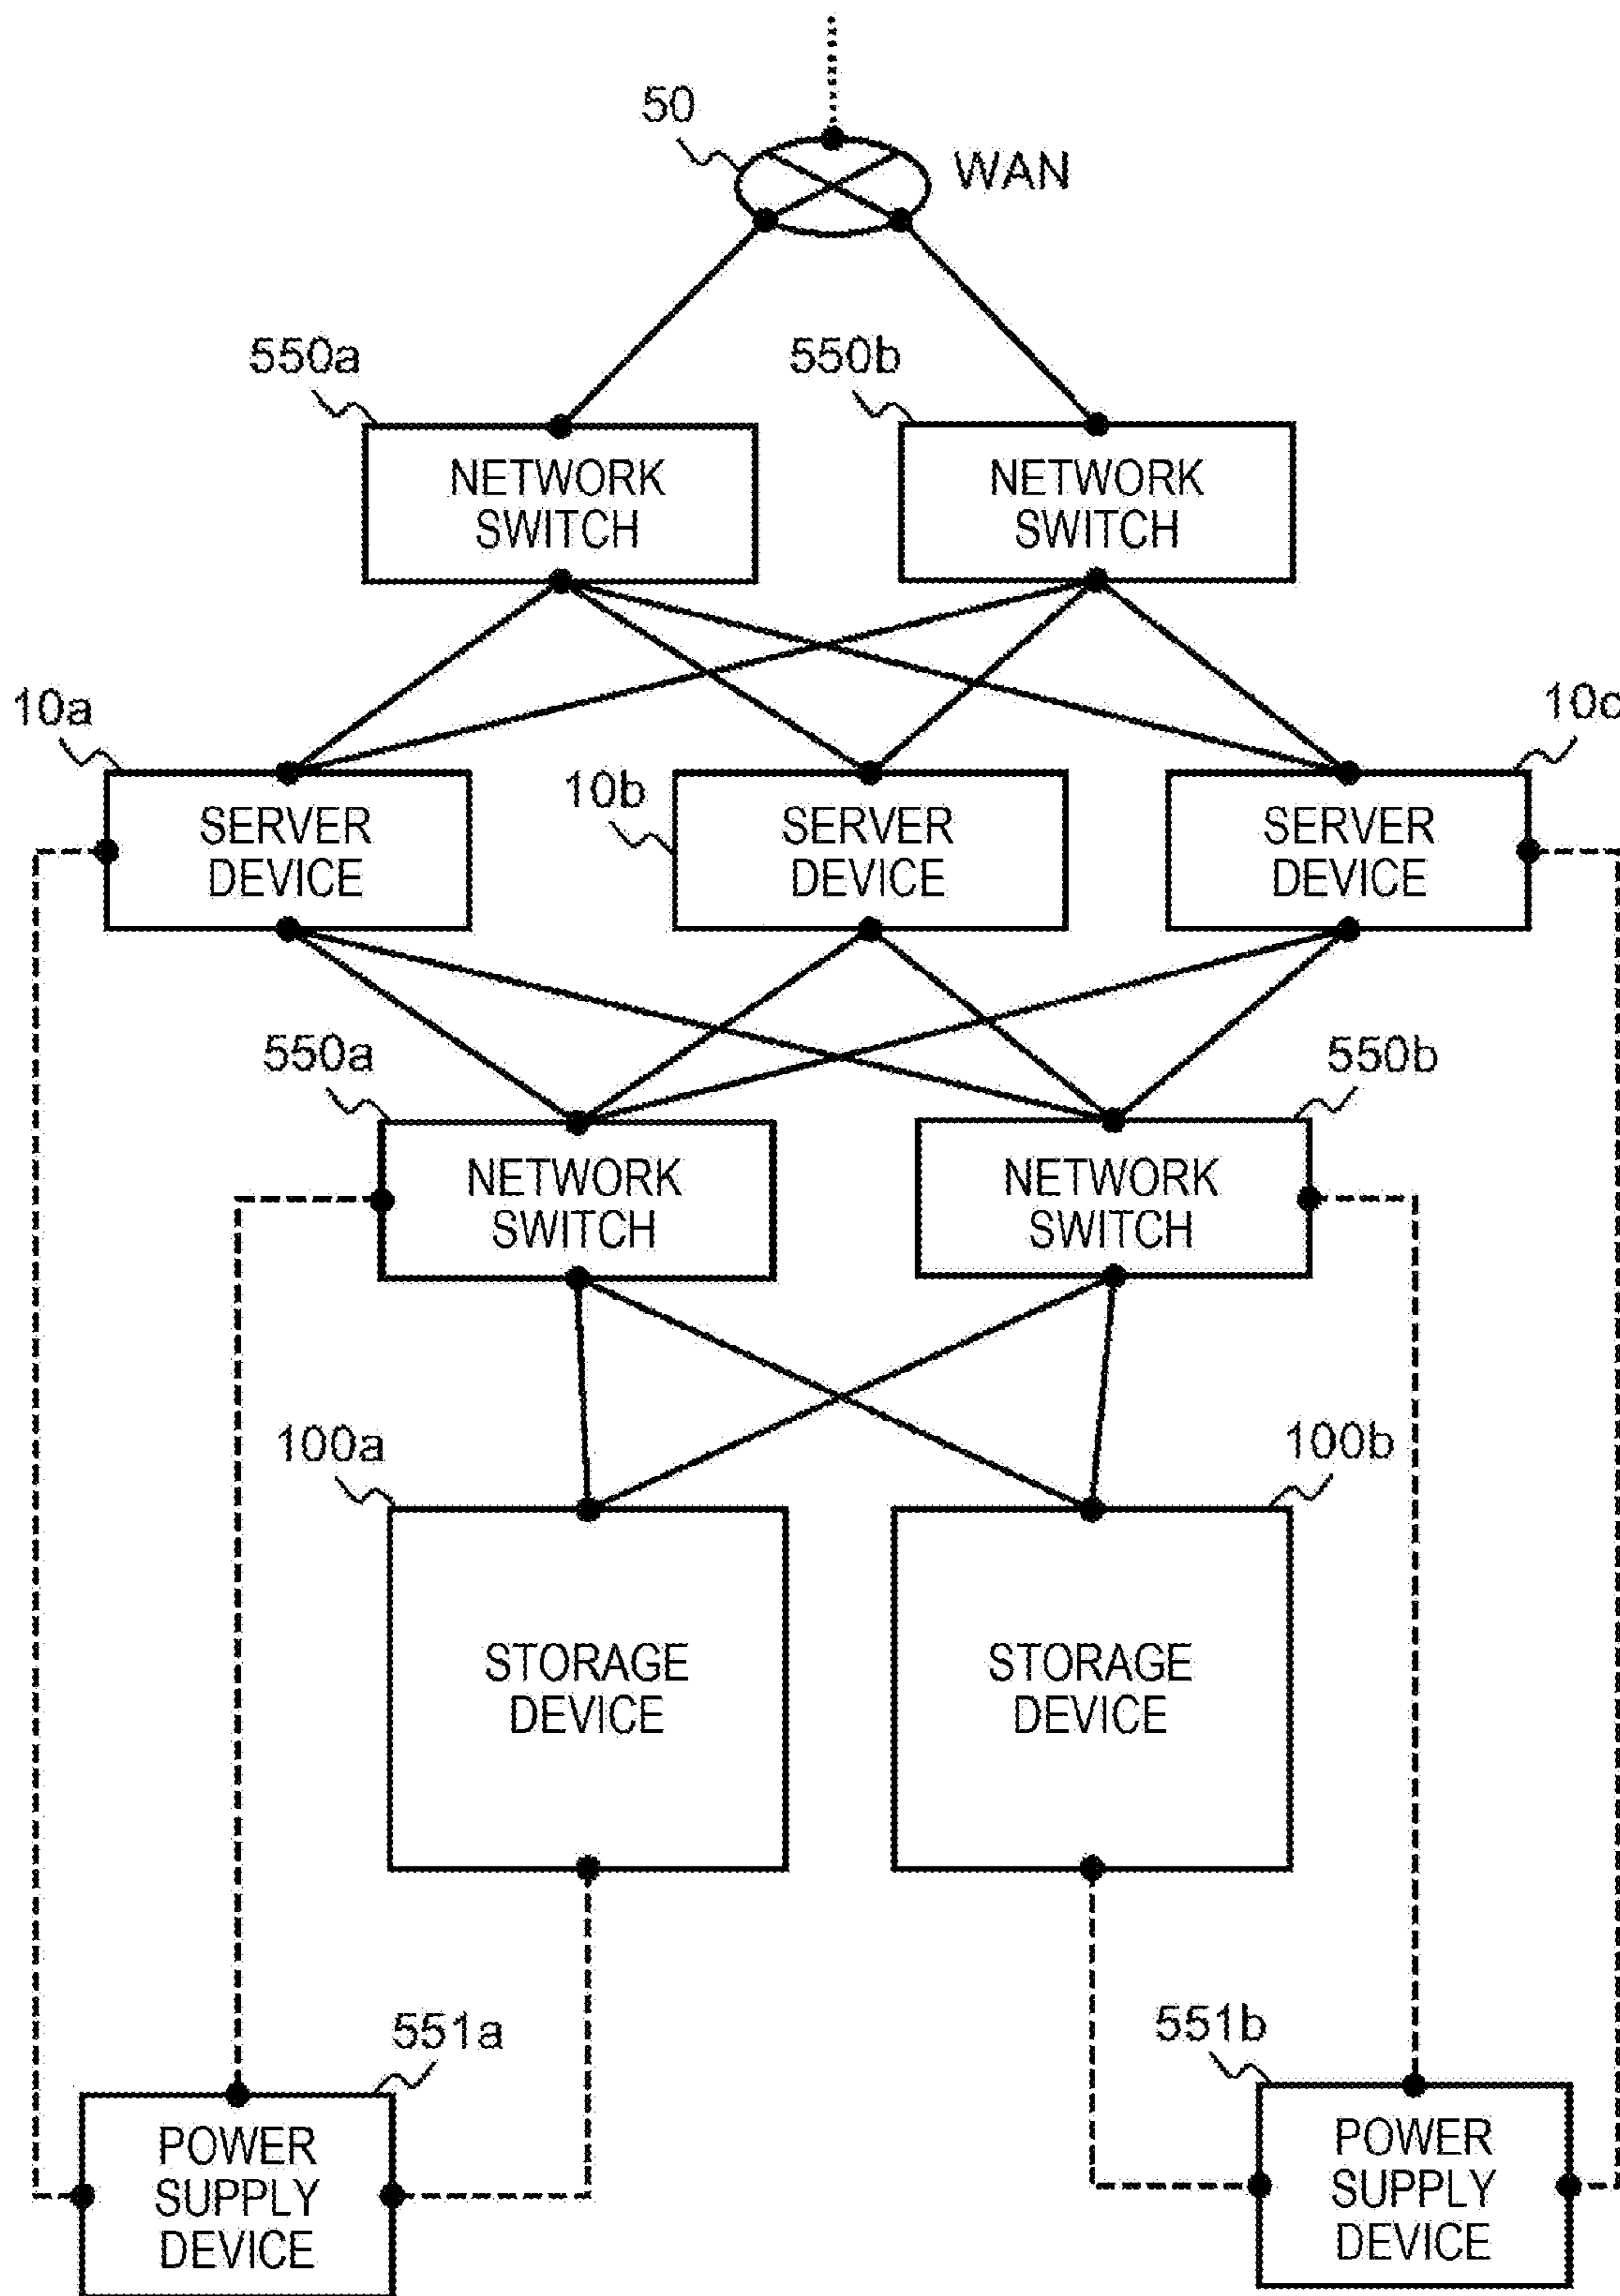 50
WAN
550a
550b
NETWORK
SWITCH
NETWORK
SWITCH
10a
10b
10c
SERVER
DEVICE
SERVER
DEVICE
SERVER
DEVICE
550a
550b
NETWORK
SWITCH
NETWORK
SWITCH
100a
100b
STORAGE
DEVICE
STORAGE
DEVICE
551a
551b
POWER
SUPPLY
DEVICE
POWER
SUPPLY
DEVICE